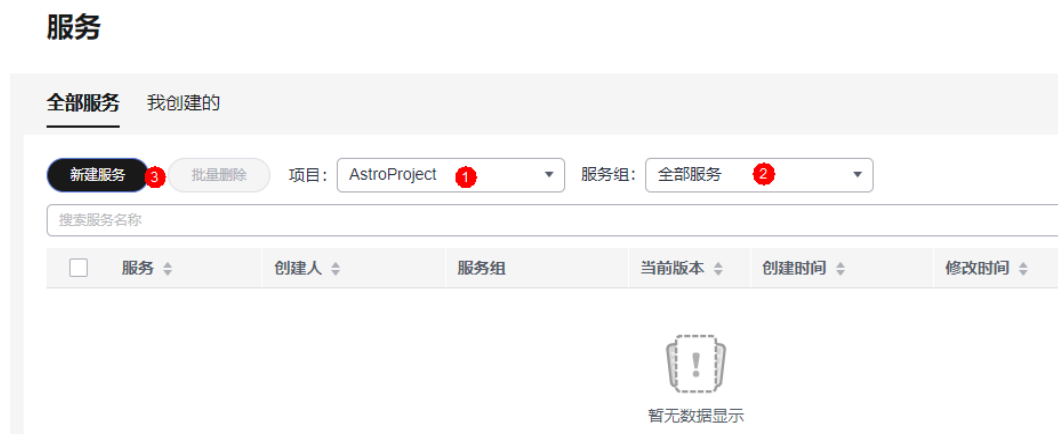 服务
全部服务 我创建的
新建服务 3 批量删除 项目: AstroProject 1 服务组: 全部服务 2
搜索服务名称
服务 创建人 服务组 当前版本 创建时间 修改时间
暂无数据显示